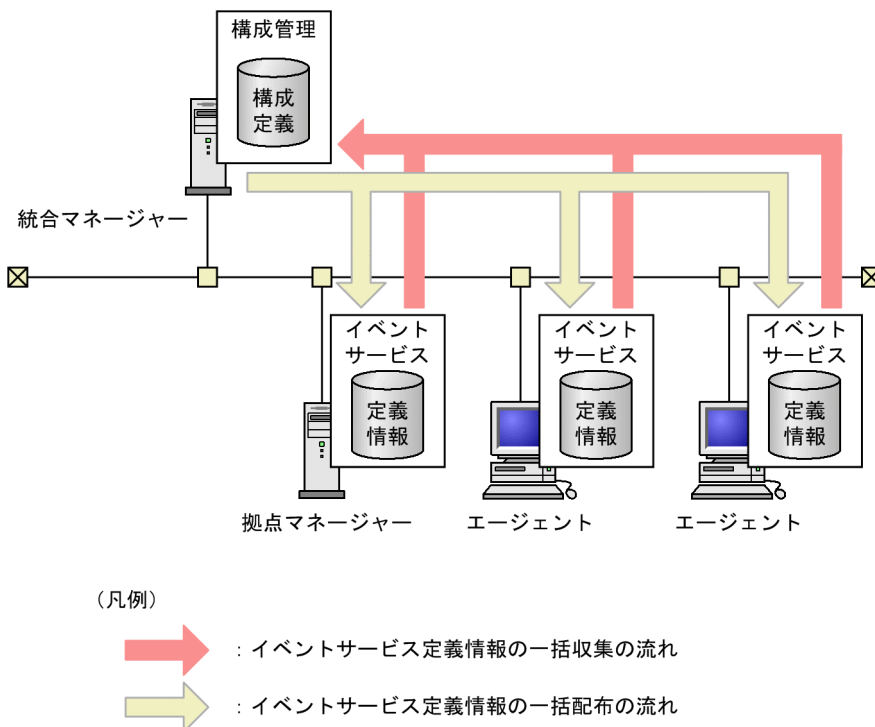 構成管理
構成
定義
統合マネージャー
イベント
サービス
定義
情報
イベント
サービス
定義
情報
イベント
サービス
定義
情報
拠点マネージャー
エージェント
エージェント
（凡例）
：イベントサービス定義情報の一括収集の流れ
：イベントサービス定義情報の一括配布の流れ